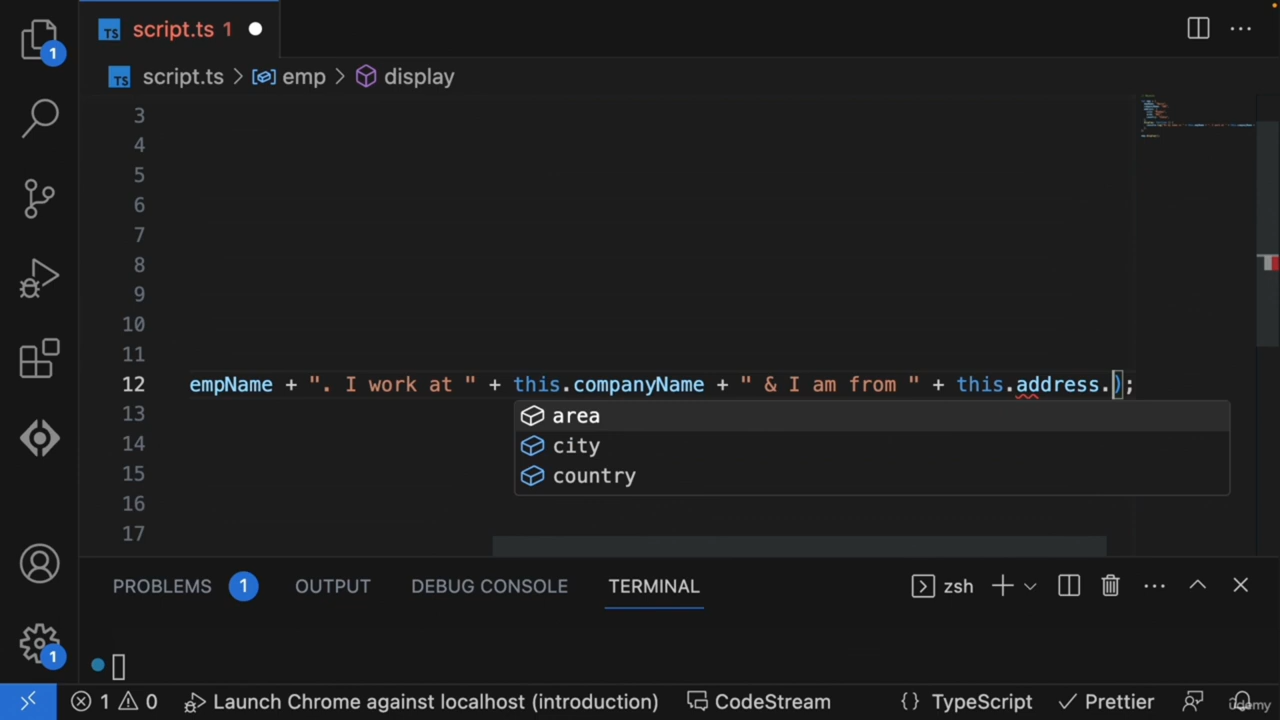 script.ts 1
1
script.ts > emp > display
3
4
5
6
7
8
9
10
11
12 empName + ". I work at " + this.companyName + " & I am from " + this.address.);
area
13
city
14
country
15
16
17
PROBLEMS 1 OUTPUT DEBUG CONSOLE TERMINAL zsh
1
1 0 Launch Chrome against localhost (introduction) CodeStream {} TypeScript Prettier
udemy